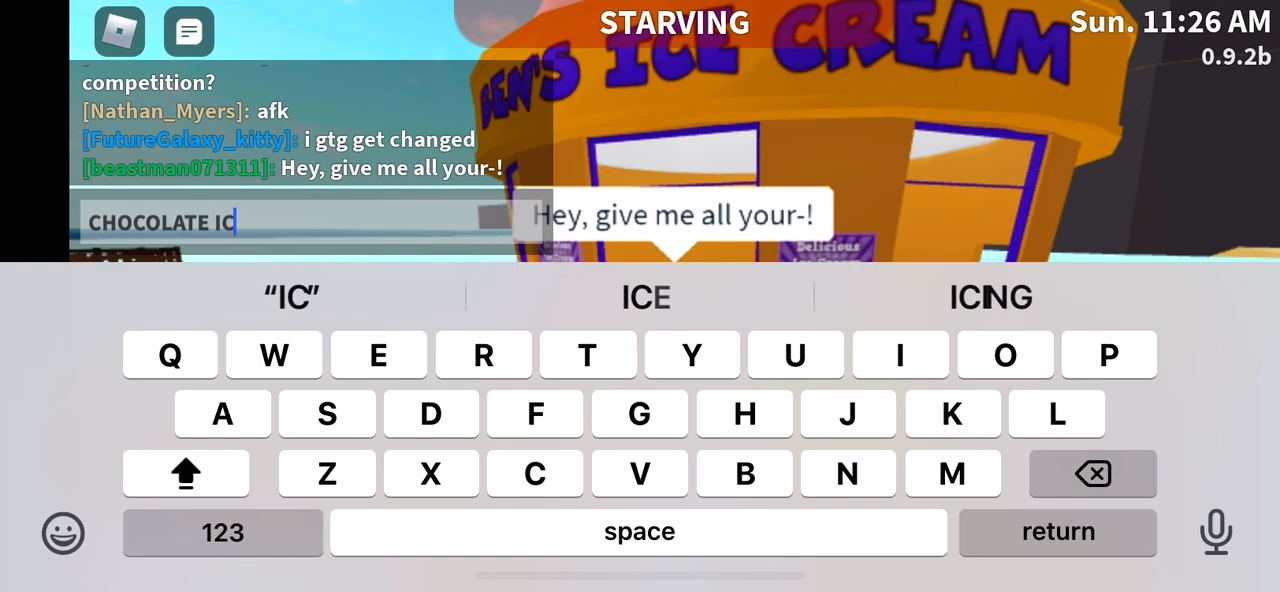 STARVING
Sun. 11:26 AM
0.9.2b
BEN'S ICE CREAM
competition?
[Nathan_Myers]: afk
[FutureGalaxy_kitty]: i gtg get changed
[beastman071311]: Hey, give me all your-!
CHOCOLATE IC
Hey, give me all your-!
Delicious
“IC” ICE ICING
Q W E R T Y U I O P
A S D F G H J K L
Z X C V B N M
123 space return